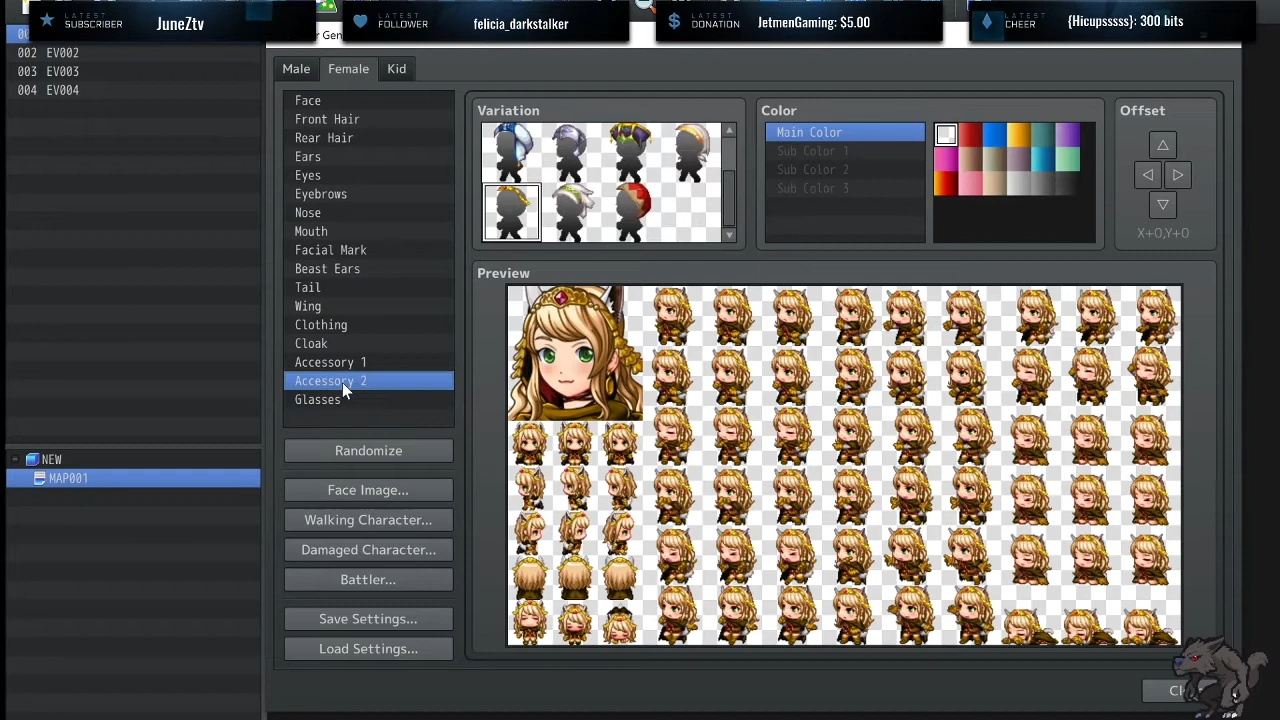 LATEST
SUBSCRIBER
JuneZtv
LATEST
FOLLOWER
felicia_darkstalker
LATEST
DONATION
JetmenGaming: $5.00
LATEST
CHEER
{Hicupsssss}: 300 bits
002 EV002
003 EV003
004 EV004
Male
Female
Kid
Face
Front Hair
Rear Hair
Ears
Eyes
Eyebrows
Nose
Mouth
Facial Mark
Beast Ears
Tail
Wing
Clothing
Cloak
Accessory 1
Accessory 2
Glasses
Randomize
Face Image...
Walking Character...
Damaged Character...
Battler...
Save Settings...
Load Settings...
Variation
Color
Main Color
Sub Color 1
Sub Color 2
Sub Color 3
Offset
X+0,Y+0
Preview
NEW
MAP001